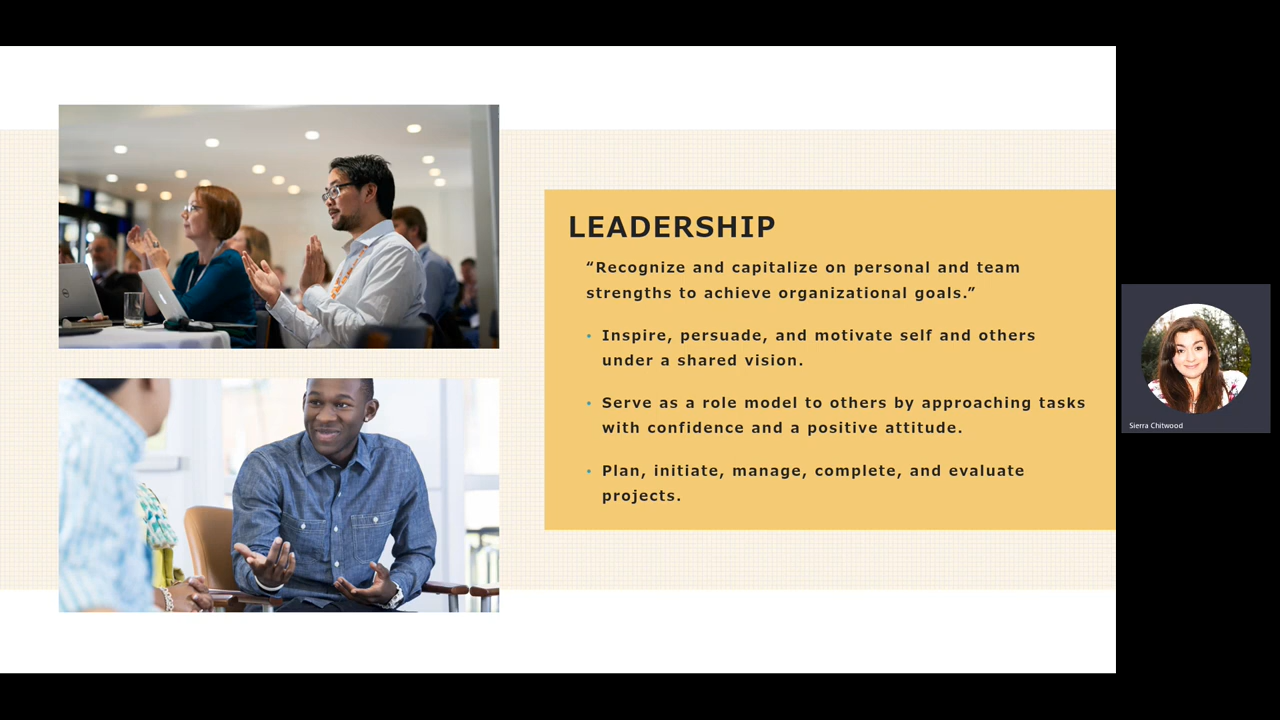 LEADERSHIP
“Recognize and capitalize on personal and team
strengths to achieve organizational goals.”
• Inspire, persuade, and motivate self and others
under a shared vision.
• Serve as a role model to others by approaching tasks
with confidence and a positive attitude.
• Plan, initiate, manage, complete, and evaluate
projects.
Sierra Chitwood